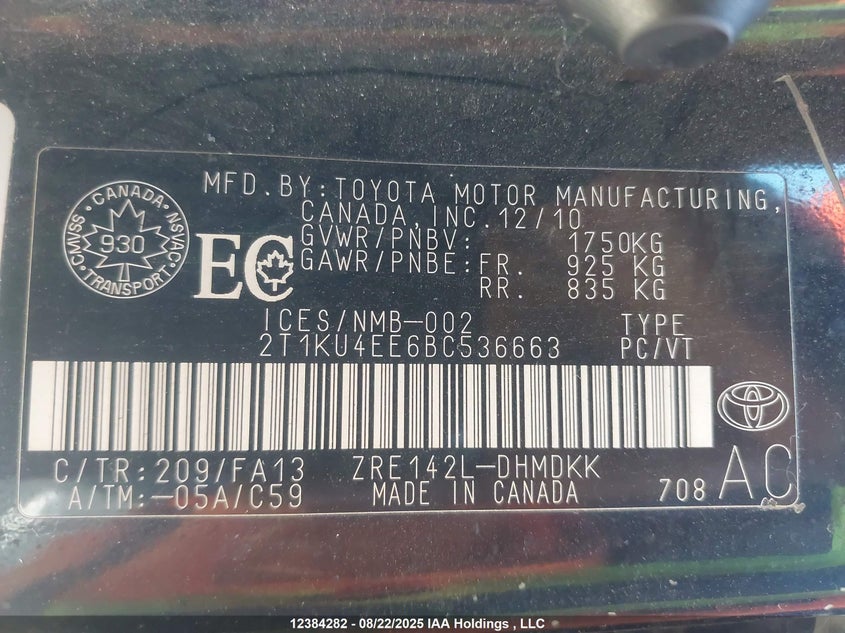 MFD.BY:TOYOTA MOTOR MANUFACTURING,
CANADA,INC.12/10
GVWR/PNBV: 1750KG
GAWR/PNBE:FR. 925 KG
RR. 835 KG
CANADA · NSVAC · TRANSPORT · CMVSS ·
930
EC
ICES/NMB-002 TYPE
2T1KU4EE6BC536663 PC/VT
C/TR:209/FA13 ZRE142L-DHMDKK
A/TM:-05A/C59 MADE IN CANADA 708 AC
12384282 - 08/22/2025 IAA Holdings , LLC